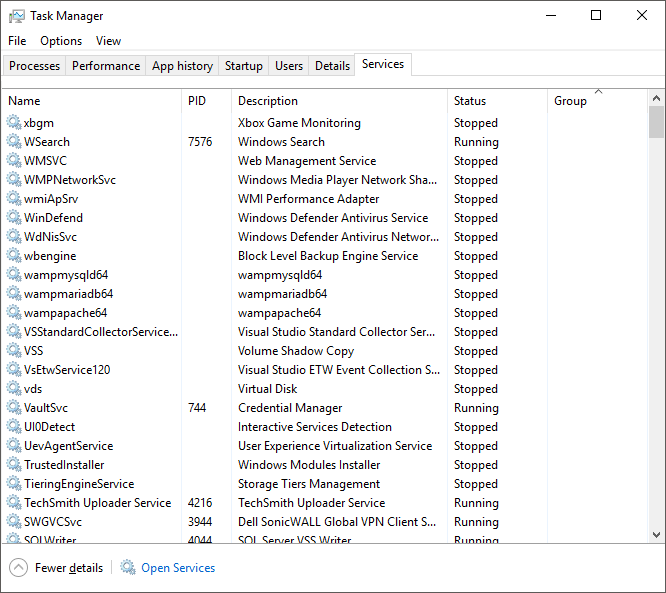 Task Manager
File Options View
Processes Performance App history Startup Users Details Services
Name PID Description Status Group
xbgm Xbox Game Monitoring Stopped
WSearch 7576 Windows Search Running
WMSVC Web Management Service Stopped
WMPNetworkSvc Windows Media Player Network Sha... Stopped
wmiApSrv WMI Performance Adapter Stopped
WinDefend Windows Defender Antivirus Service Stopped
WdNisSvc Windows Defender Antivirus Networ... Stopped
wbengine Block Level Backup Engine Service Stopped
wampmysqld64 wampmysqld64 Stopped
wampmariadb64 wampmariadb64 Stopped
wampapache64 wampapache64 Stopped
VSStandardCollectorService... Visual Studio Standard Collector Ser... Stopped
VSS Volume Shadow Copy Stopped
VsEtwService120 Visual Studio ETW Event Collection S... Stopped
vds Virtual Disk Stopped
VaultSvc 744 Credential Manager Running
UI0Detect Interactive Services Detection Stopped
UevAgentService User Experience Virtualization Service Stopped
TrustedInstaller Windows Modules Installer Stopped
TieringEngineService Storage Tiers Management Stopped
TechSmith Uploader Service 4216 TechSmith Uploader Service Running
SWGVCSvc 3944 Dell SonicWALL Global VPN Client S... Running
SQLWriter 4044 SQL Server VSS Writer Running
Fewer details Open Services